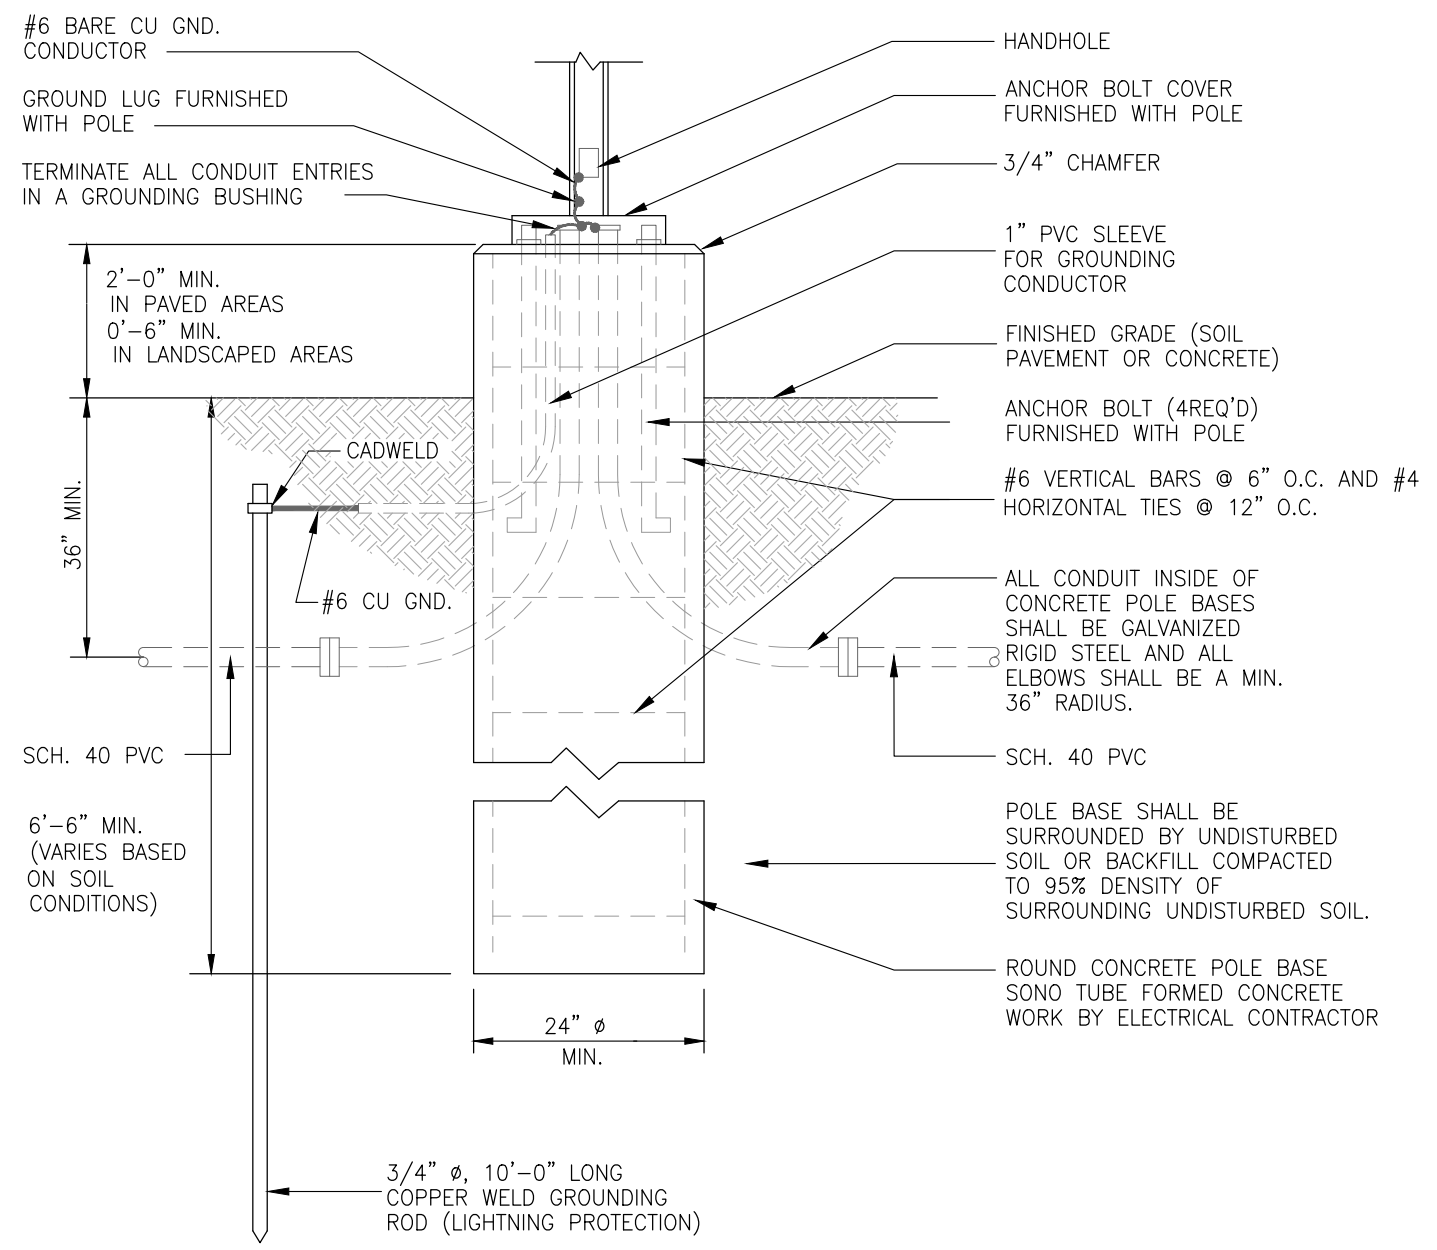 #6 BARE CU GND.
CONDUCTOR
GROUND LUG FURNISHED
WITH POLE
TERMINATE ALL CONDUIT ENTRIES
IN A GROUNDING BUSHING
2'-0" MIN.
IN PAVED AREAS
0'-6" MIN.
IN LANDSCAPED AREAS
36" MIN.
CADWELD
#6 CU GND.
SCH. 40 PVC
6'-6" MIN.
(VARIES BASED
ON SOIL
CONDITIONS)
24" ø
MIN.
3/4" ø, 10'-0" LONG
COPPER WELD GROUNDING
ROD (LIGHTNING PROTECTION)
HANDHOLE
ANCHOR BOLT COVER
FURNISHED WITH POLE
3/4" CHAMFER
1" PVC SLEEVE
FOR GROUNDING
CONDUCTOR
FINISHED GRADE (SOIL
PAVEMENT OR CONCRETE)
ANCHOR BOLT (4REQ'D)
FURNISHED WITH POLE
#6 VERTICAL BARS @ 6" O.C. AND #4
HORIZONTAL TIES @ 12" O.C.
ALL CONDUIT INSIDE OF
CONCRETE POLE BASES
SHALL BE GALVANIZED
RIGID STEEL AND ALL
ELBOWS SHALL BE A MIN.
36" RADIUS.
SCH. 40 PVC
POLE BASE SHALL BE
SURROUNDED BY UNDISTURBED
SOIL OR BACKFILL COMPACTED
TO 95% DENSITY OF
SURROUNDING UNDISTURBED SOIL.
ROUND CONCRETE POLE BASE
SONO TUBE FORMED CONCRETE
WORK BY ELECTRICAL CONTRACTOR